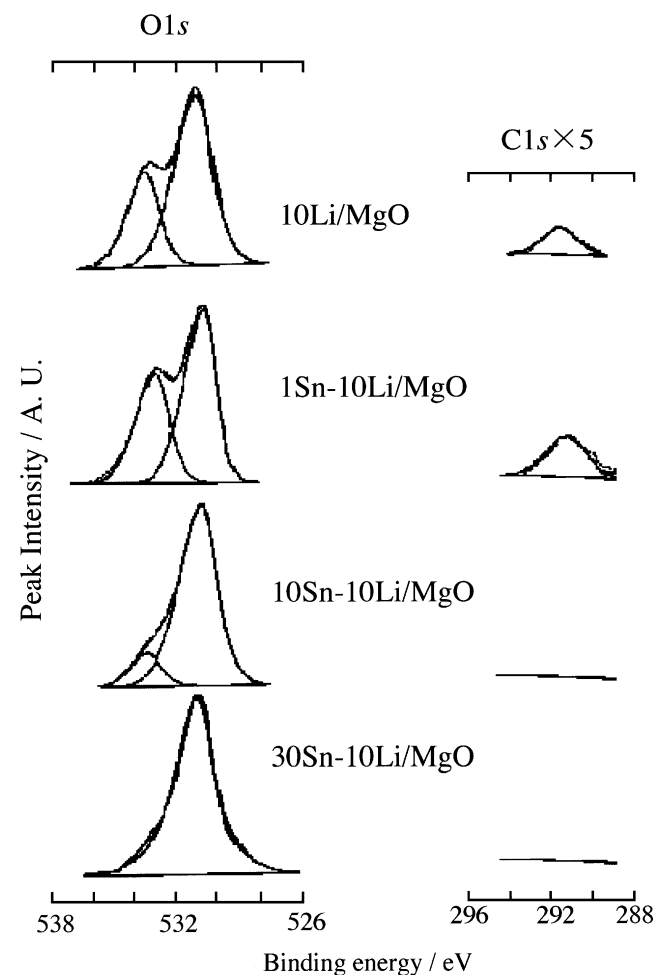 O1s
C1s×5
10Li/MgO
1Sn-10Li/MgO
10Sn-10Li/MgO
30Sn-10Li/MgO
Peak Intensity / A. U.
538 532 526
296 292 288
Binding energy / eV